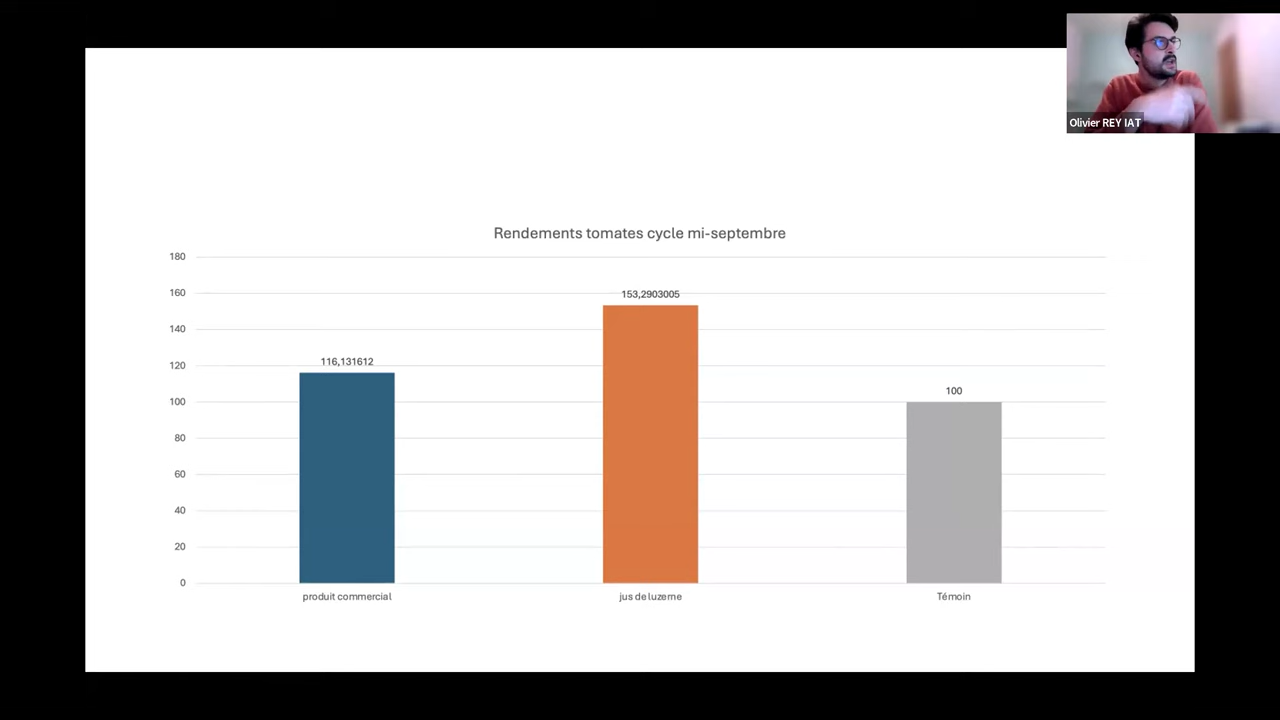 Olivier REY IAT
Rendements tomates cycle mi-septembre
180
160
140
120
100
80
60
40
20
0
116,131612
153,2903005
100
produit commercial
jus de luzerne
Témoin